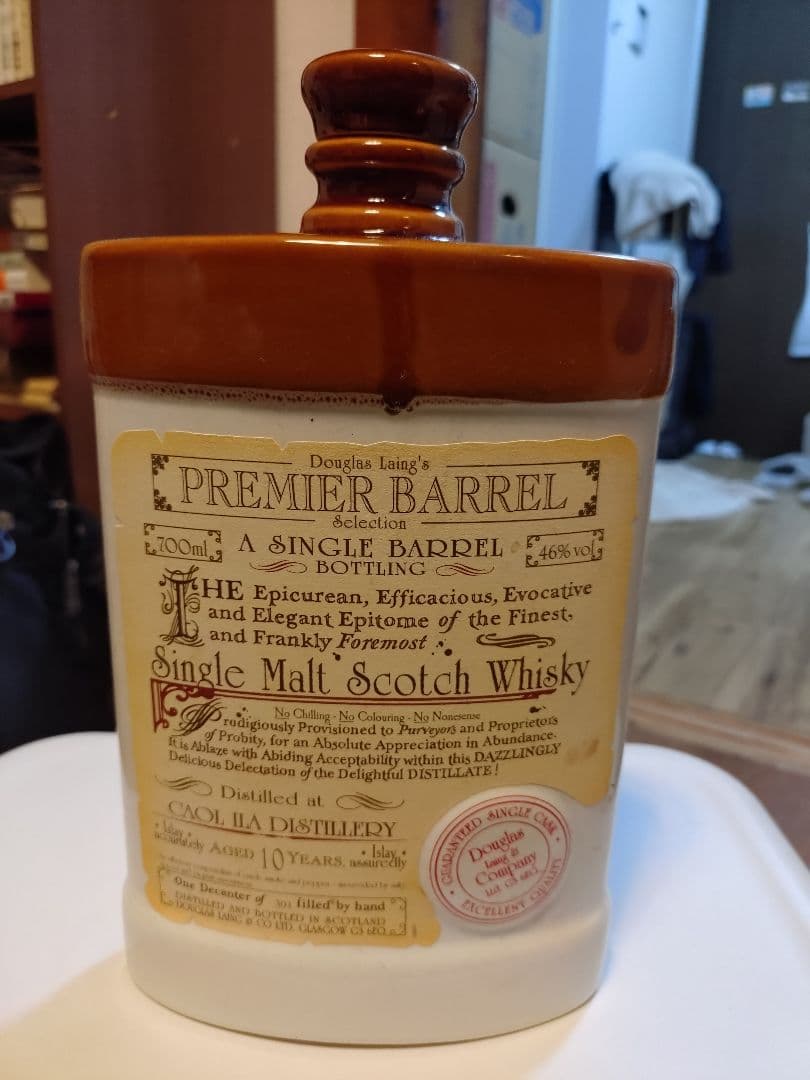 Douglas Laing's
PREMIER BARREL
Selection
700ml
A SINGLE BARREL
46% vol
BOTTLING
THE Epicurean, Efficacious, Evocative
and Elegant Epitome of the Finest,
and Frankly Foremost
Single Malt Scotch Whisky
No Chilling - No Colouring - No Nonesense
Prodigiously Provisioned to Purveyors and Proprietors
of Probity, for an Absolute Appreciation in Abundance.
It is Ablaze with Abiding Acceptability within this DAZZLINGLY
Delicious Delectation of the Delightful DISTILLATE!
Distilled at
CAOL ILA DISTILLERY
• Islay • Islay •
accurately AGED 10 YEARS, assuredly
One Decanter of 301 filled by hand
DISTILLED AND BOTTLED IN SCOTLAND
DOUGLAS LAING & CO LTD. GLASGOW G3 6EQ
GUARANTEED SINGLE CASK
Douglas
Laing &
Company
EXCELLENT QUALITY